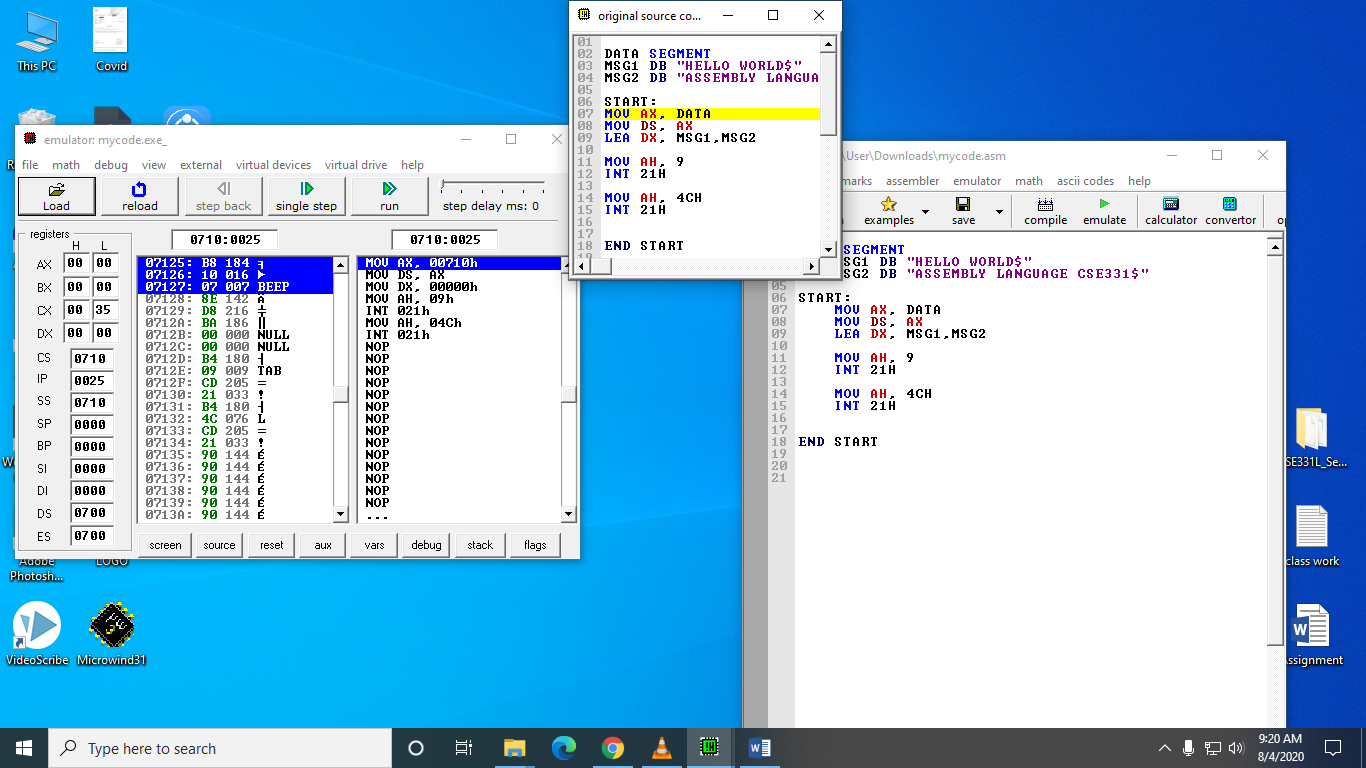 This PC
Covid
original source co...
01
02 DATA SEGMENT
03 MSG1 DB "HELLO WORLD$"
04 MSG2 DB "ASSEMBLY LANGUA
05
06 START:
07 MOV AX, DATA
08 MOV DS, AX
09 LEA DX, MSG1,MSG2
10
11 MOV AH, 9
12 INT 21H
13
14 MOV AH, 4CH
15 INT 21H
16
17
18 END START
emulator: mycode.exe_
file math debug view external virtual devices virtual drive help
Load reload step back single step run step delay ms: 0
registers
H L
AX 00 00
BX 00 00
CX 00 35
DX 00 00
CS 0710
IP 0025
SS 0710
SP 0000
BP 0000
SI 0000
DI 0000
DS 0700
ES 0700
0710:0025 0710:0025
07125: B8 184 ╕
07126: 10 016 ►
07127: 07 007 BEEP
07128: 8E 142 Ä
07129: D8 216 ╪
0712A: BA 186 ║
0712B: 00 000 NULL
0712C: 00 000 NULL
0712D: B4 180 ┤
0712E: 09 009 TAB
0712F: CD 205 =
07130: 21 033 !
07131: B4 180 ┤
07132: 4C 076 L
07133: CD 205 =
07134: 21 033 !
07135: 90 144 É
07136: 90 144 É
07137: 90 144 É
07138: 90 144 É
07139: 90 144 É
0713A: 90 144 É
MOV AX, 00710h
MOV DS, AX
MOV DX, 00000h
MOV AH, 09h
INT 021h
MOV AH, 04Ch
INT 021h
NOP
NOP
NOP
NOP
NOP
NOP
NOP
NOP
NOP
NOP
NOP
NOP
NOP
NOP
...
screen source reset aux vars debug stack flags
\User\Downloads\mycode.asm
marks assembler emulator math ascii codes help
examples save compile emulate calculator convertor
SEGMENT
SG1 DB "HELLO WORLD$"
SG2 DB "ASSEMBLY LANGUAGE CSE331$"
05
06 START:
07 MOV AX, DATA
08 MOV DS, AX
09 LEA DX, MSG1,MSG2
10
11 MOV AH, 9
12 INT 21H
13
14 MOV AH, 4CH
15 INT 21H
16
17
18 END START
19
20
21
Adobe Photosh...
LOGO
VideoScribe
Microwind31
SE331L_Se...
class work
Assignment
Type here to search
9:20 AM
8/4/2020